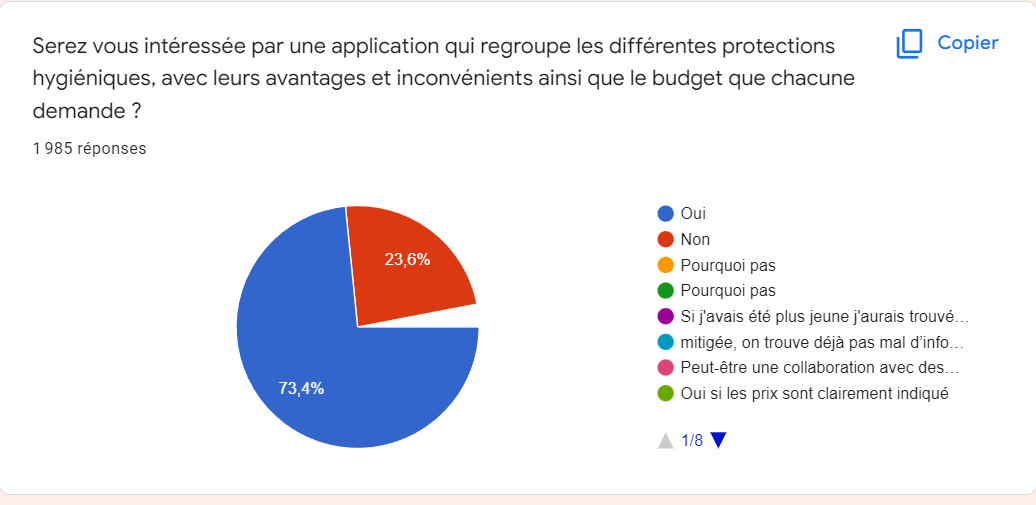 Serez vous intéressée par une application qui regroupe les différentes protections
hygiéniques, avec leurs avantages et inconvénients ainsi que le budget que chacune
demande ?
Copier
1 985 réponses
23,6%
73,4%
Oui
Non
Pourquoi pas
Pourquoi pas
Si j'avais été plus jeune j'aurais trouvé…
mitigée, on trouve déjà pas mal d’info…
Peut-être une collaboration avec des…
Oui si les prix sont clairement indiqué
1/8